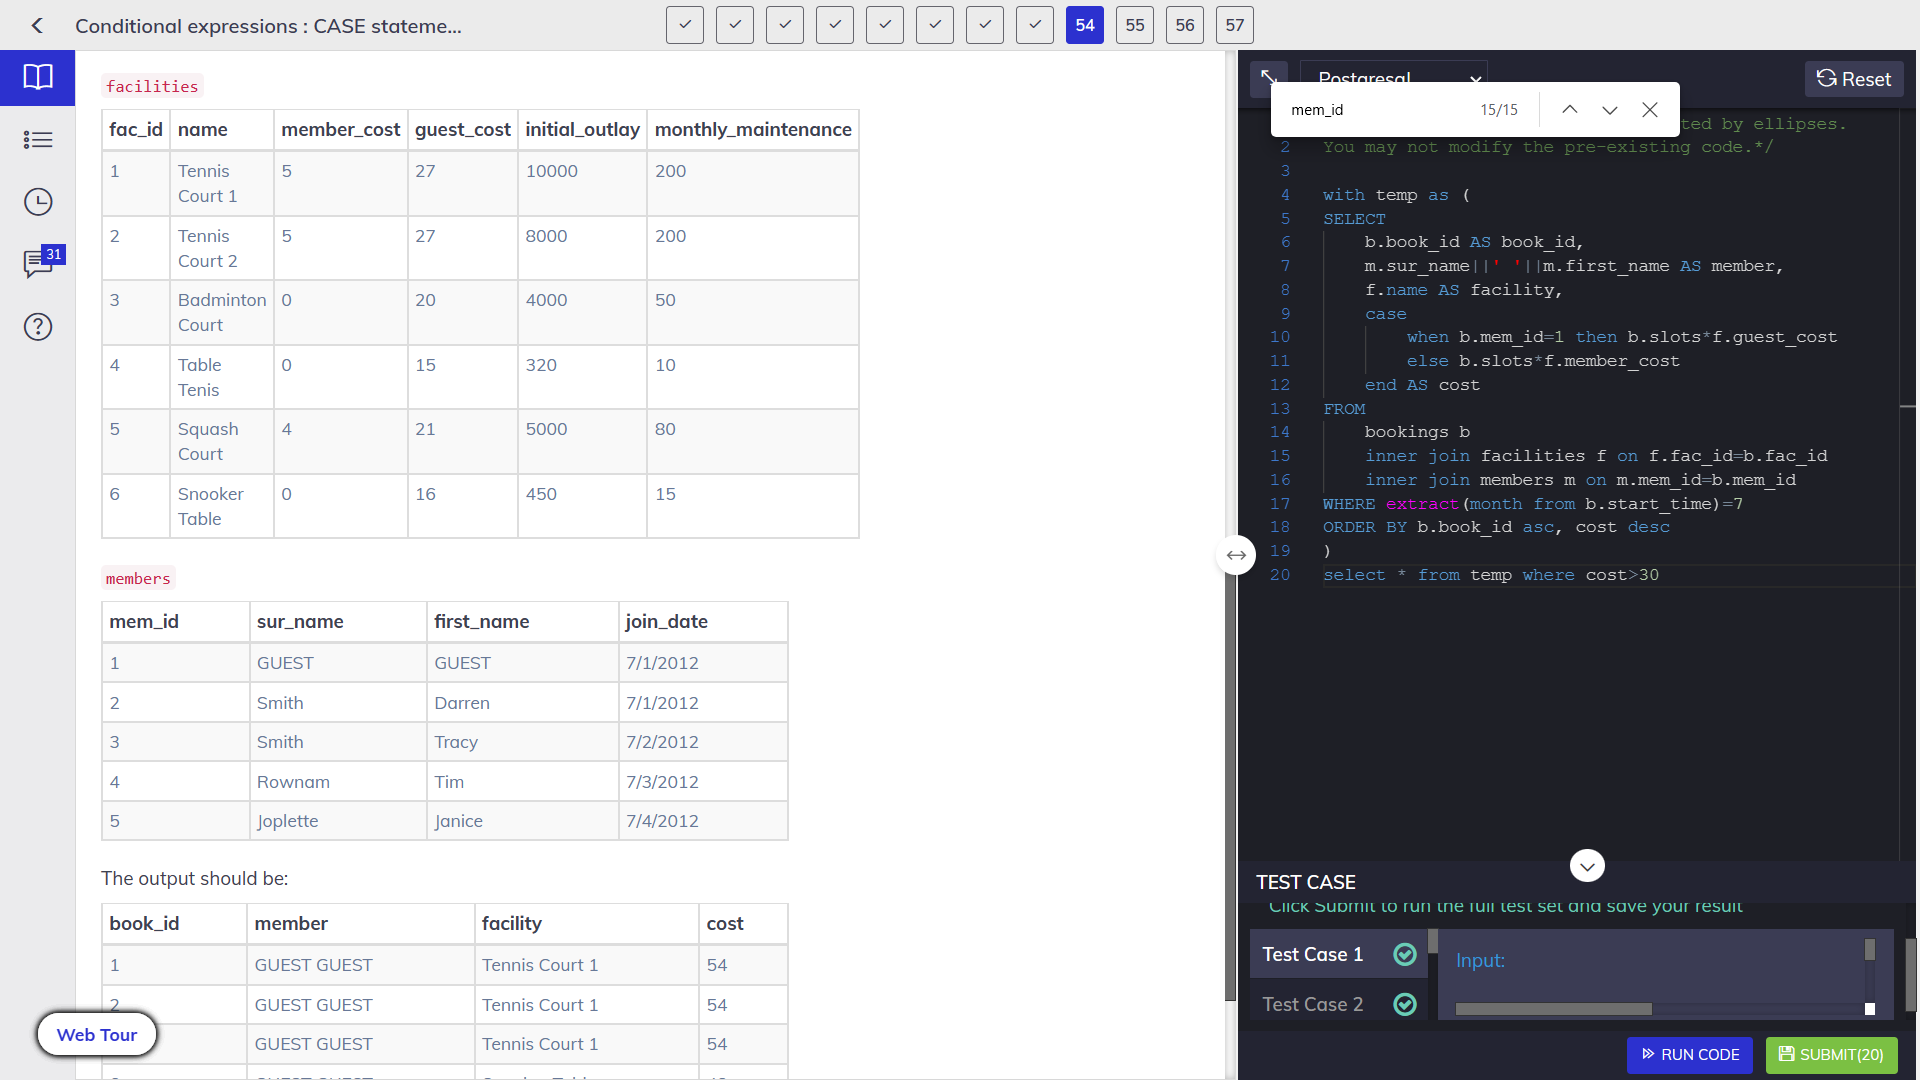 Conditional expressions : CASE stateme...
54
55
56
57
31
facilities
fac_id name member_cost guest_cost initial_outlay monthly_maintenance
1 Tennis Court 1 5 27 10000 200
2 Tennis Court 2 5 27 8000 200
3 Badminton Court 0 20 4000 50
4 Table Tenis 0 15 320 10
5 Squash Court 4 21 5000 80
6 Snooker Table 0 16 450 15
members
mem_id sur_name first_name join_date
1 GUEST GUEST 7/1/2012
2 Smith Darren 7/1/2012
3 Smith Tracy 7/2/2012
4 Rownam Tim 7/3/2012
5 Joplette Janice 7/4/2012
The output should be:
book_id member facility cost
1 GUEST GUEST Tennis Court 1 54
2 GUEST GUEST Tennis Court 1 54
GUEST GUEST Tennis Court 1 54
Web Tour
Postgresql
Reset
mem_id 15/15
ted by ellipses.
2 You may not modify the pre-existing code.*/
3
4 with temp as (
5 SELECT
6 b.book_id AS book_id,
7 m.sur_name||' '||m.first_name AS member,
8 f.name AS facility,
9 case
10 when b.mem_id=1 then b.slots*f.guest_cost
11 else b.slots*f.member_cost
12 end AS cost
13 FROM
14 bookings b
15 inner join facilities f on f.fac_id=b.fac_id
16 inner join members m on m.mem_id=b.mem_id
17 WHERE extract(month from b.start_time)=7
18 ORDER BY b.book_id asc, cost desc
19 )
20 select * from temp where cost>30
TEST CASE
Click Submit to run the full test set and save your result
Test Case 1
Test Case 2
Input:
RUN CODE
SUBMIT(20)